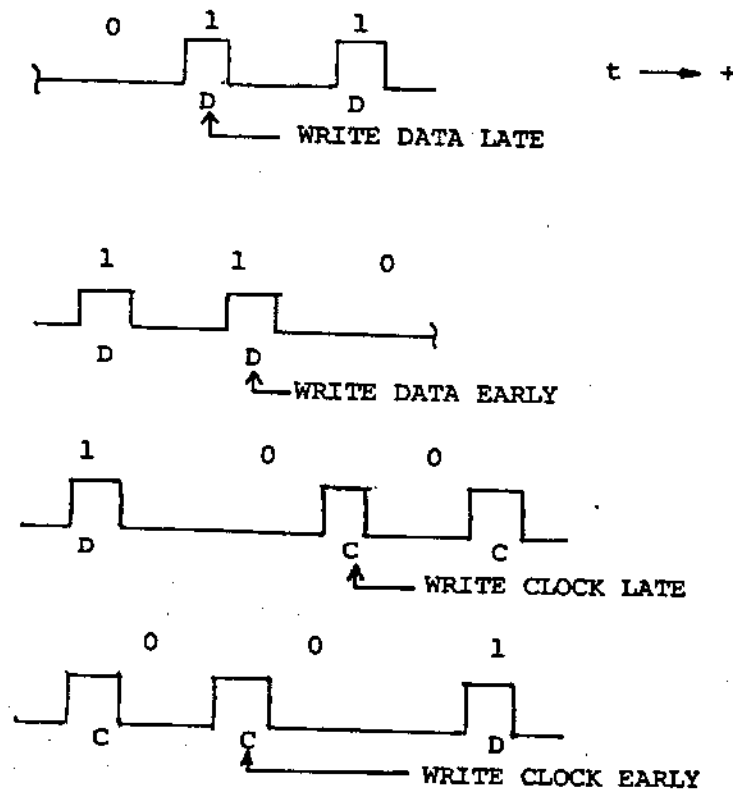 0 1 1
t +
D D
WRITE DATA LATE
1 1 0
D D
WRITE DATA EARLY
1 0 0
D C C
WRITE CLOCK LATE
0 0 1
C C D
WRITE CLOCK EARLY